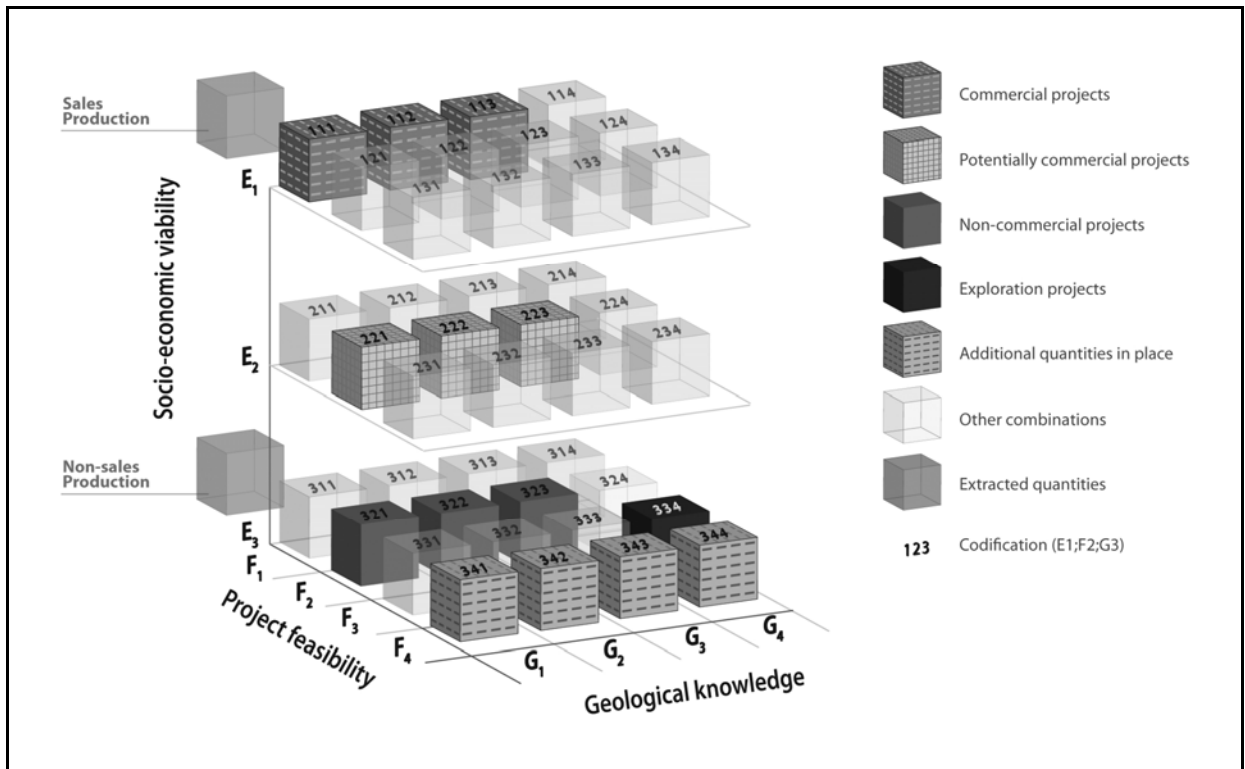 Sales
Production
Socio-economic viability
E1
111
112
113
114
121
122
123
124
131
132
133
134
E2
211
212
213
214
221
222
223
224
231
232
233
234
Non-sales
Production
E3
311
312
313
314
321
322
323
324
331
332
333
334
341
342
343
344
F1
F2
F3
F4
Project feasibility
G1
G2
G3
G4
Geological knowledge
Commercial projects
Potentially commercial projects
Non-commercial projects
Exploration projects
Additional quantities in place
Other combinations
Extracted quantities
123 Codification (E1;F2;G3)